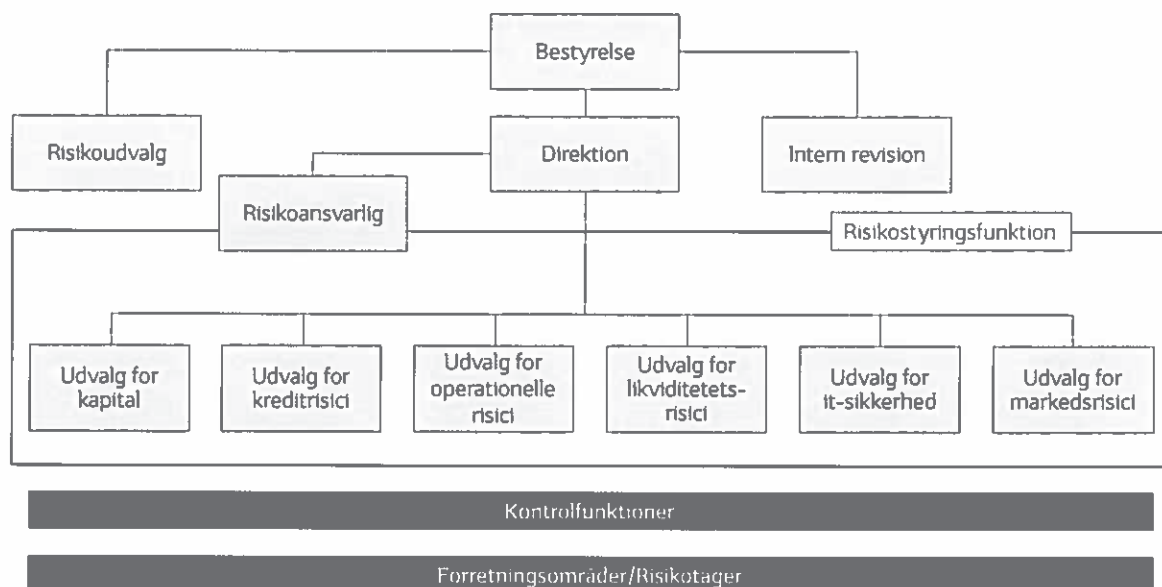 Bestyrelse
Risikoudvalg
Direktion
Intern revision
Risikoansvarlig
Risikostyringsfunktion
Udvalg for
kapital
Udvalg for
kreditrisici
Udvalg for
operationelle
risici
Udvalg for
likviditetets-
risici
Udvalg for
it-sikkerhed
Udvalg for
markedsrisici
Kontrolfunktioner
Forretningsområder/Risikotager